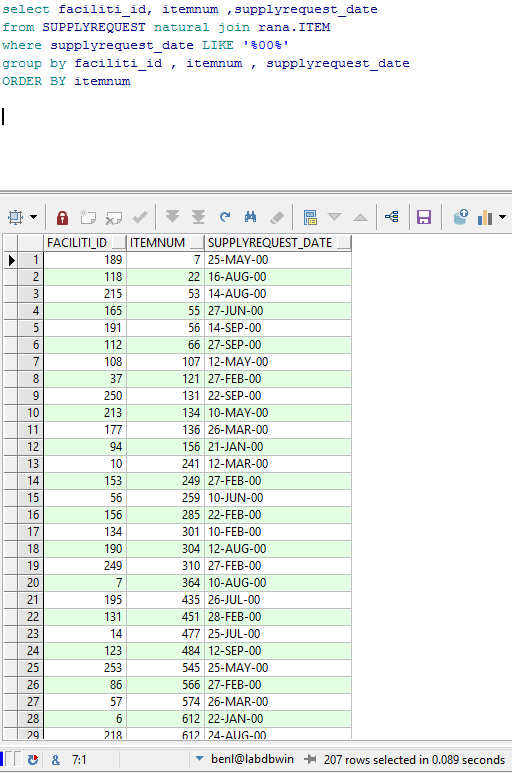 select faciliti_id, itemnum ,supplyrequest_date
from SUPPLYREQUEST natural join rana.ITEM
where supplyrequest_date LIKE '%00%'
group by faciliti_id , itemnum , supplyrequest_date
ORDER BY itemnum
FACILITI_ID ITEMNUM SUPPLYREQUEST_DATE
1 189 7 25-MAY-00
2 118 22 16-AUG-00
3 215 53 14-AUG-00
4 165 55 27-JUN-00
5 191 56 14-SEP-00
6 112 66 27-SEP-00
7 108 107 12-MAY-00
8 37 121 27-FEB-00
9 250 131 22-SEP-00
10 213 134 10-MAY-00
11 177 136 26-MAR-00
12 94 156 21-JAN-00
13 10 241 12-MAR-00
14 153 249 27-FEB-00
15 56 259 10-JUN-00
16 156 285 22-FEB-00
17 134 301 10-FEB-00
18 190 304 12-AUG-00
19 249 310 27-FEB-00
20 7 364 10-AUG-00
21 195 435 26-JUL-00
22 131 451 28-FEB-00
23 14 477 25-JUL-00
24 123 484 12-SEP-00
25 253 545 25-MAY-00
26 86 566 27-FEB-00
27 57 574 26-MAR-00
28 6 612 22-JAN-00
29 218 612 24-AUG-00
& 7:1 benl@labdbwin 207 rows selected in 0.089 seconds